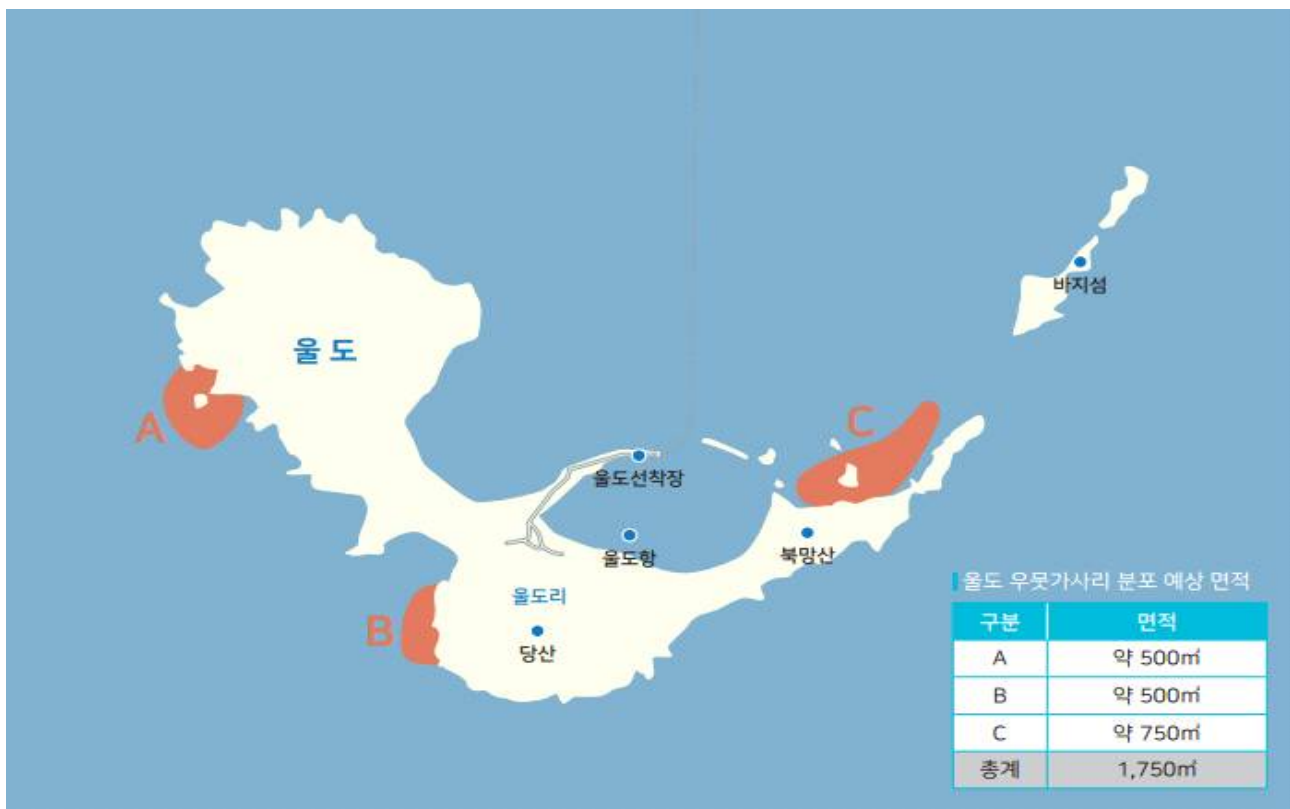 바지섬
울도
A
C
울도선착장
울도항
북망산
울도리
B
당산
울도 우뭇가사리 분포 예상 면적
구분 면적
A 약 500㎡
B 약 500㎡
C 약 750㎡
총계 1,750㎡